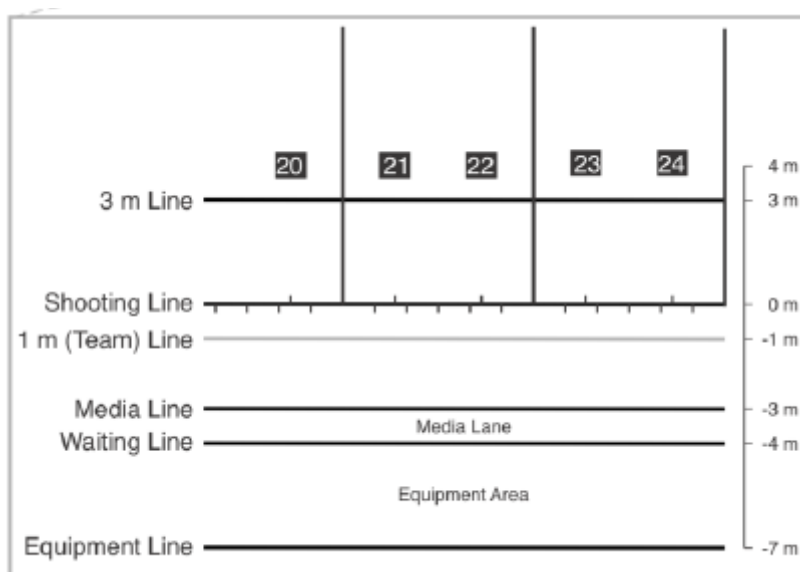 20 21 22 23 24 4 m
3 m Line 3 m
Shooting Line 0 m
1 m (Team) Line -1 m
Media Line -3 m
Media Lane
Waiting Line -4 m
Equipment Area
Equipment Line -7 m